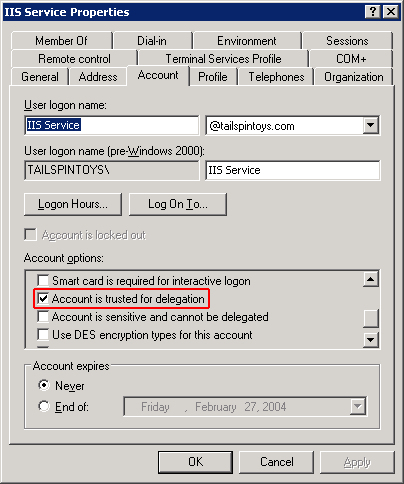 IIS Service Properties
Member Of Dial-in Environment Sessions
Remote control Terminal Services Profile COM+
General Address Account Profile Telephones Organization
User logon name:
IIS Service @tailspintoys.com
User logon name (pre-Windows 2000):
TAILSPINTOYS\ IIS Service
Logon Hours... Log On To...
Account is locked out
Account options:
Smart card is required for interactive logon
Account is trusted for delegation
Account is sensitive and cannot be delegated
Use DES encryption types for this account
Account expires
Never
End of: Friday , February 27, 2004
OK Cancel Apply